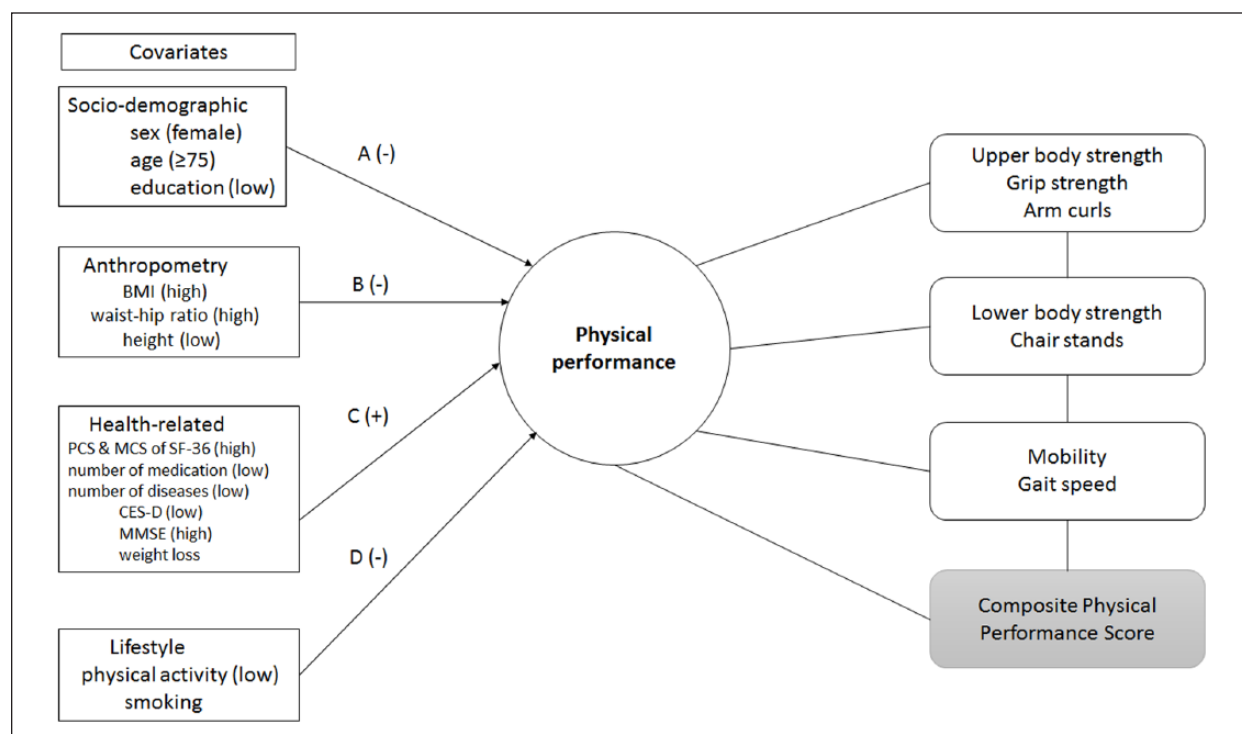 Covariates
Socio-demographic
sex (female)
age (≥75)
education (low)
A (-)
Anthropometry
BMI (high)
waist-hip ratio (high)
height (low)
B (-)
Health-related
PCS & MCS of SF-36 (high)
number of medication (low)
number of diseases (low)
CES-D (low)
MMSE (high)
weight loss
C (+)
Lifestyle
physical activity (low)
smoking
D (-)
Physical
performance
Upper body strength
Grip strength
Arm curls
Lower body strength
Chair stands
Mobility
Gait speed
Composite Physical
Performance Score